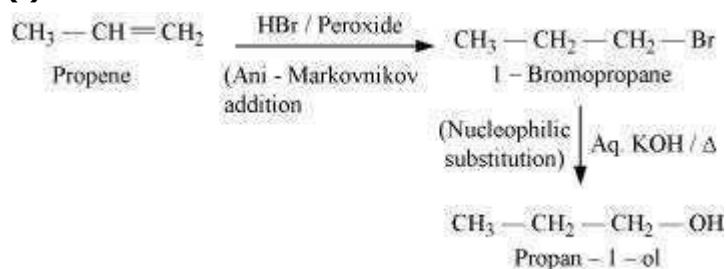 CH₃ — CH = CH₂
Propene
HBr / Peroxide
(Ani - Markovnikov
addition
CH₃ — CH₂ — CH₂ — Br
1 – Bromopropane
(Nucleophilic
substitution)
Aq. KOH / Δ
CH₃ — CH₂ — CH₂ — OH
Propan – 1 – ol